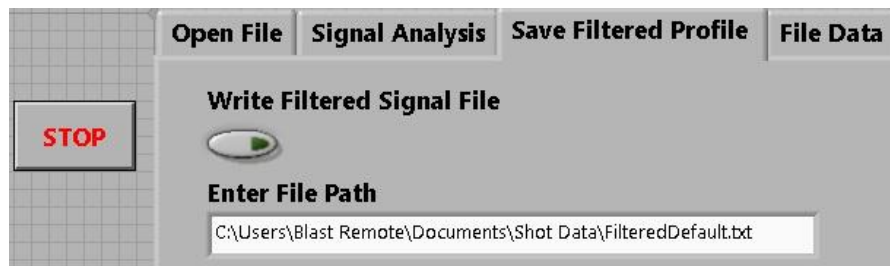 Open File Signal Analysis Save Filtered Profile File Data
Write Filtered Signal File
STOP
Enter File Path
C:\Users\Blast Remote\Documents\Shot Data\FilteredDefault.txt